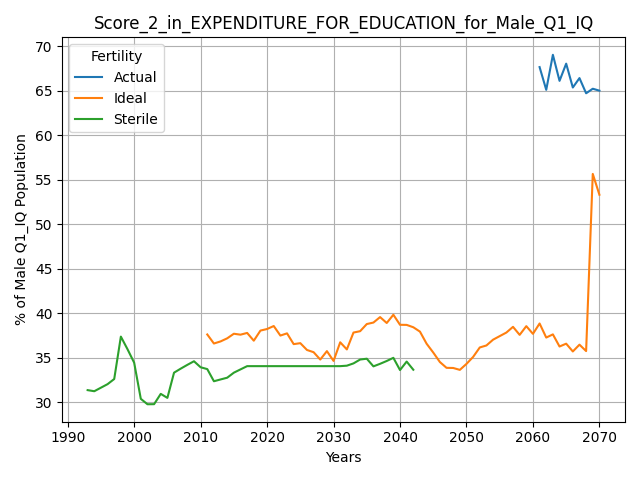 Score_2_in_EXPENDITURE_FOR_EDUCATION_for_Male_Q1_IQ
Fertility
Actual
Ideal
Sterile
% of Male Q1_IQ Population
70
65
60
55
50
45
40
35
30
1990 2000 2010 2020 2030 2040 2050 2060 2070
Years